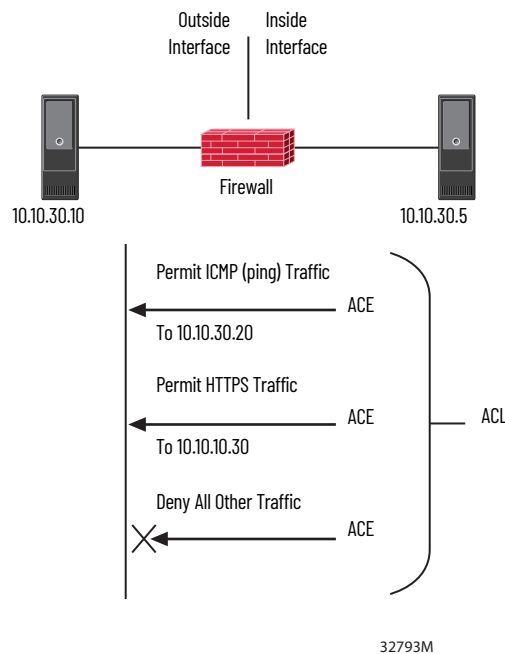 Outside
Interface
Inside
Interface
Firewall
10.10.30.10
10.10.30.5
Permit ICMP (ping) Traffic
ACE
To 10.10.30.20
Permit HTTPS Traffic
ACE
ACL
To 10.10.10.30
Deny All Other Traffic
ACE
32793M